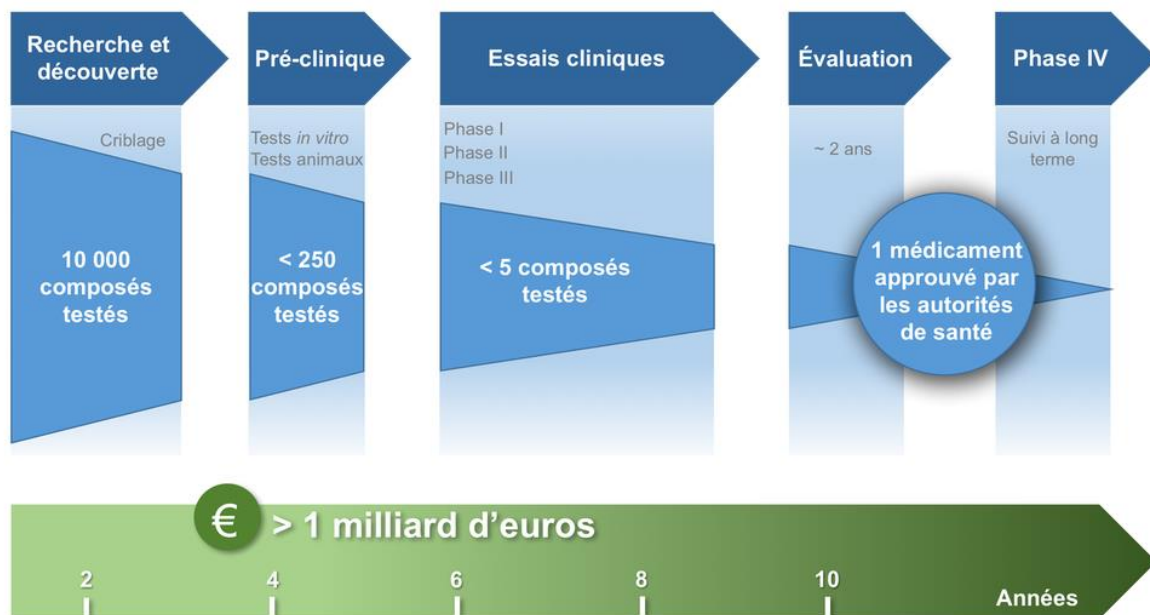 Recherche et
découverte
Pré-clinique
Essais cliniques
Évaluation
Phase IV
Criblage
Tests in vitro
Tests animaux
Phase I
Phase II
Phase III
~ 2 ans
Suivi à long
terme
10 000
composés
testés
< 250
composés
testés
< 5 composés
testés
1 médicament
approuvé par
les autorités
de santé
€ > 1 milliard d’euros
2 4 6 8 10 Années